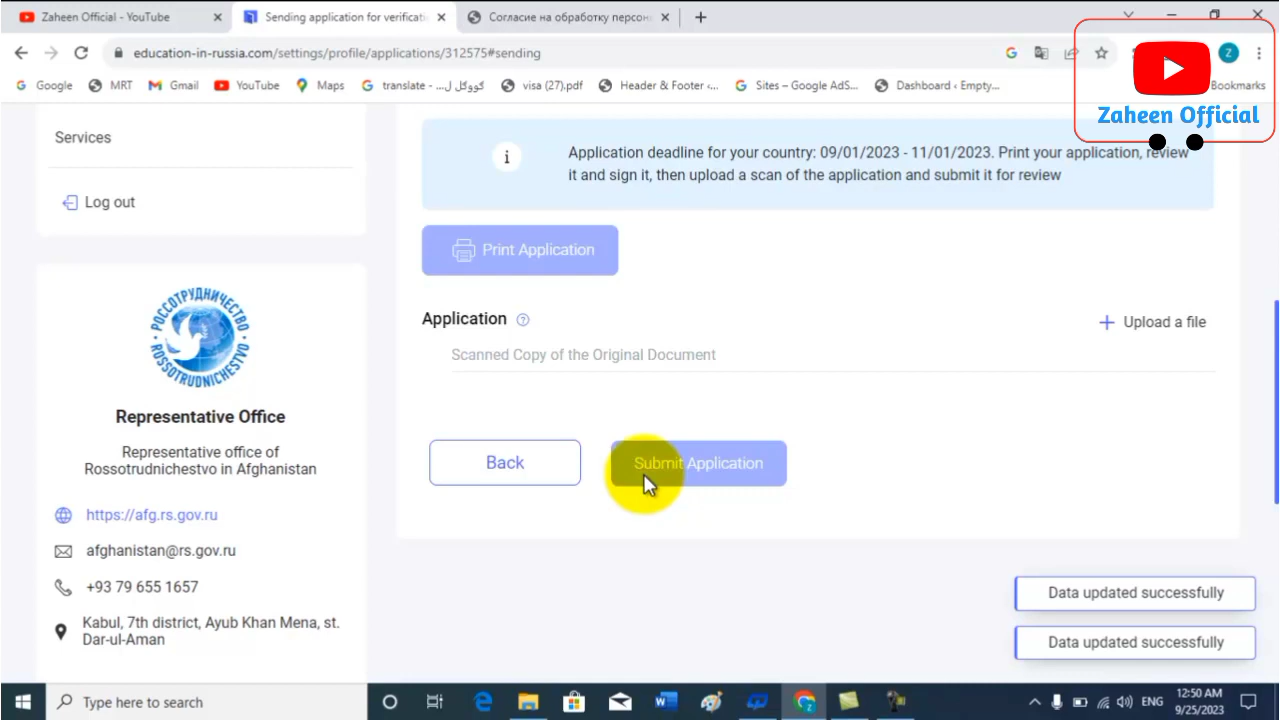 Zaheen Official - YouTube
Sending application for verificati
Согласие на обработку персон
education-in-russia.com/settings/profile/applications/312575#sending
Z
Google
MRT
Gmail
YouTube
Maps
translate - ... كووكل ل
visa (27).pdf
Header & Footer ‹...
Sites – Google AdS...
Dashboard ‹ Empty...
Bookmarks
Zaheen Official
Services
Log out
i
Application deadline for your country: 09/01/2023 - 11/01/2023. Print your application, review
it and sign it, then upload a scan of the application and submit it for review
Print Application
Application ?
Upload a file
Scanned Copy of the Original Document
Back
Submit Application
РОССОТРУДНИЧЕСТВО
ROSSOTRUDNICHESTVO
Representative Office
Representative office of
Rossotrudnichestvo in Afghanistan
https://afg.rs.gov.ru
afghanistan@rs.gov.ru
+93 79 655 1657
Kabul, 7th district, Ayub Khan Mena, st.
Dar-ul-Aman
Data updated successfully
Data updated successfully
Type here to search
ENG
12:50 AM
9/25/2023